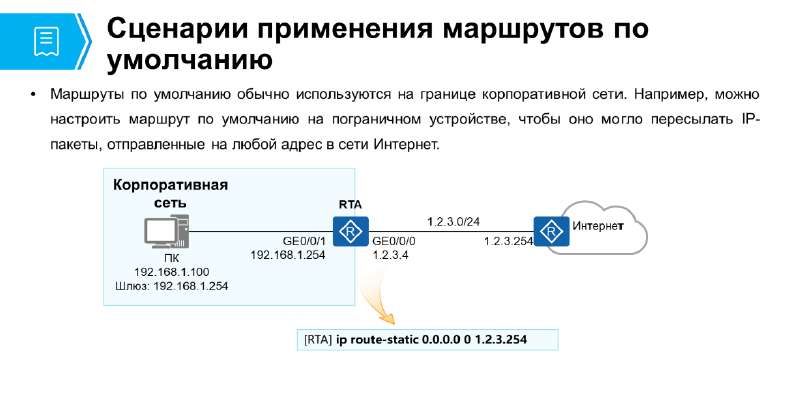 Сценарии применения маршрутов по
умолчанию
• Маршруты по умолчанию обычно используются на границе корпоративной сети. Например, можно
настроить маршрут по умолчанию на пограничном устройстве, чтобы оно могло пересылать IP-
пакеты, отправленные на любой адрес в сети Интернет.
Корпоративная
сеть
RTA
1.2.3.0/24
Интернет
R
R
GE0/0/1
192.168.1.254
GE0/0/0
1.2.3.4
1.2.3.254
ПК
192.168.1.100
Шлюз: 192.168.1.254
[RTA] ip route-static 0.0.0.0 0 1.2.3.254